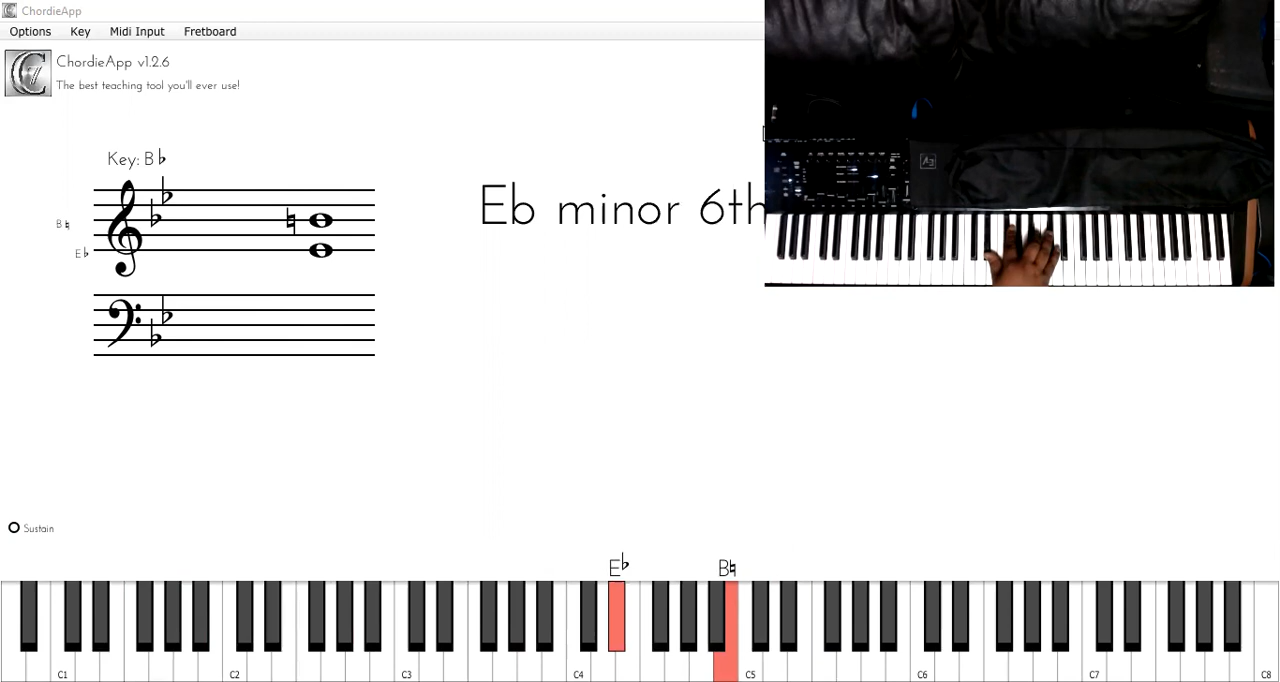 ChordieApp
Options Key Midi Input Fretboard
ChordieApp v1.2.6
The best teaching tool you'll ever use!
Key: B♭
B♮
E♭
Eb minor 6th
Sustain
E♭ B♮
C1 C2 C3 C4 C5 C6 C7 C8